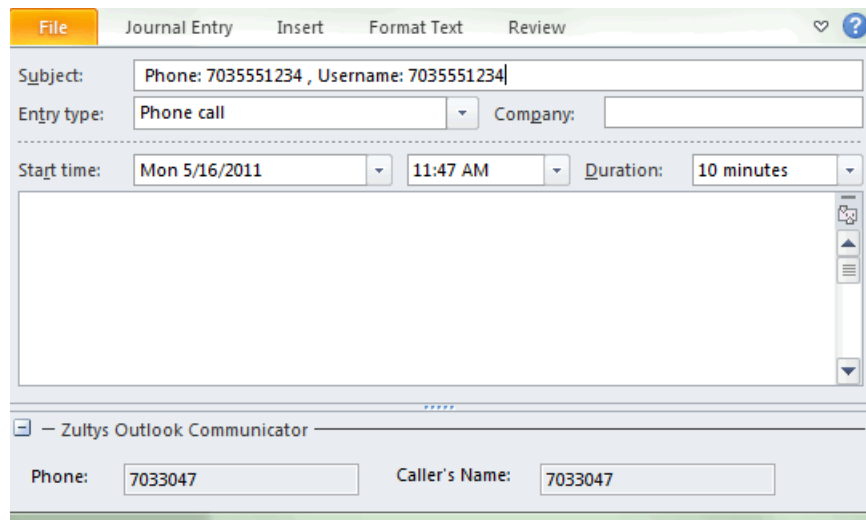 File Journal Entry Insert Format Text Review
Subject: Phone: 7035551234 , Username: 7035551234
Entry type: Phone call Company:
Start time: Mon 5/16/2011 11:47 AM Duration: 10 minutes
Zultys Outlook Communicator
Phone: 7033047 Caller's Name: 7033047